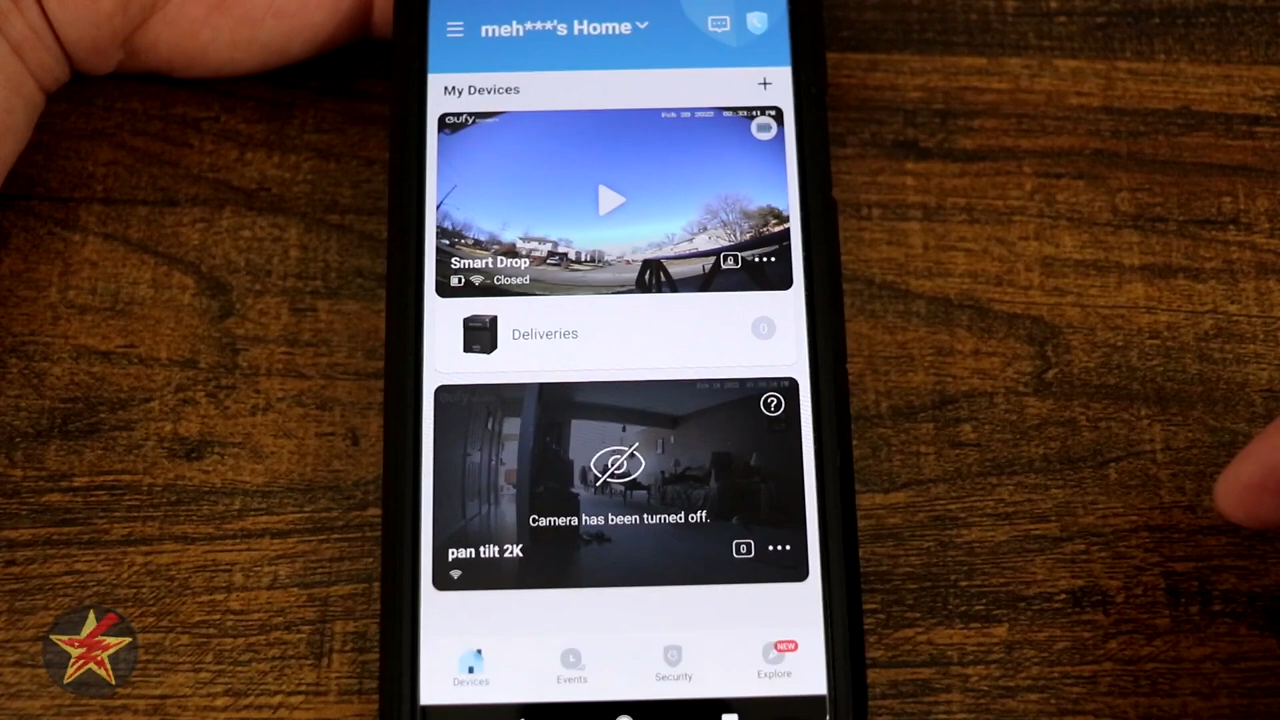 meh***'s Home
My Devices
eufy
Smart Drop
Closed
0
Deliveries
0
Camera has been turned off.
pan tilt 2K
0
Devices
Events
Security
NEW
Explore